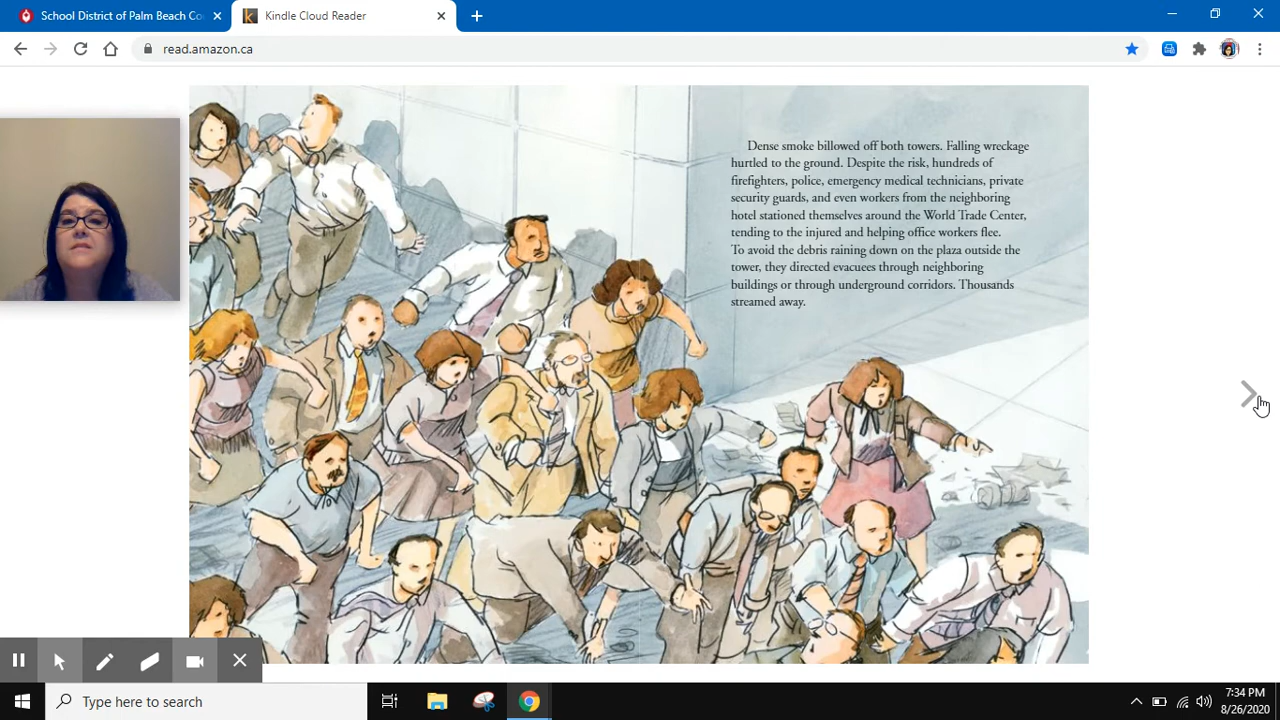 School District of Palm Beach Co
Kindle Cloud Reader
read.amazon.ca
Dense smoke billowed off both towers. Falling wreckage
hurtled to the ground. Despite the risk, hundreds of
firefighters, police, emergency medical technicians, private
security guards, and even workers from the neighboring
hotel stationed themselves around the World Trade Center,
tending to the injured and helping office workers flee.
To avoid the debris raining down on the plaza outside the
tower, they directed evacuees through neighboring
buildings or through underground corridors. Thousands
streamed away.
Type here to search
7:34 PM
8/26/2020